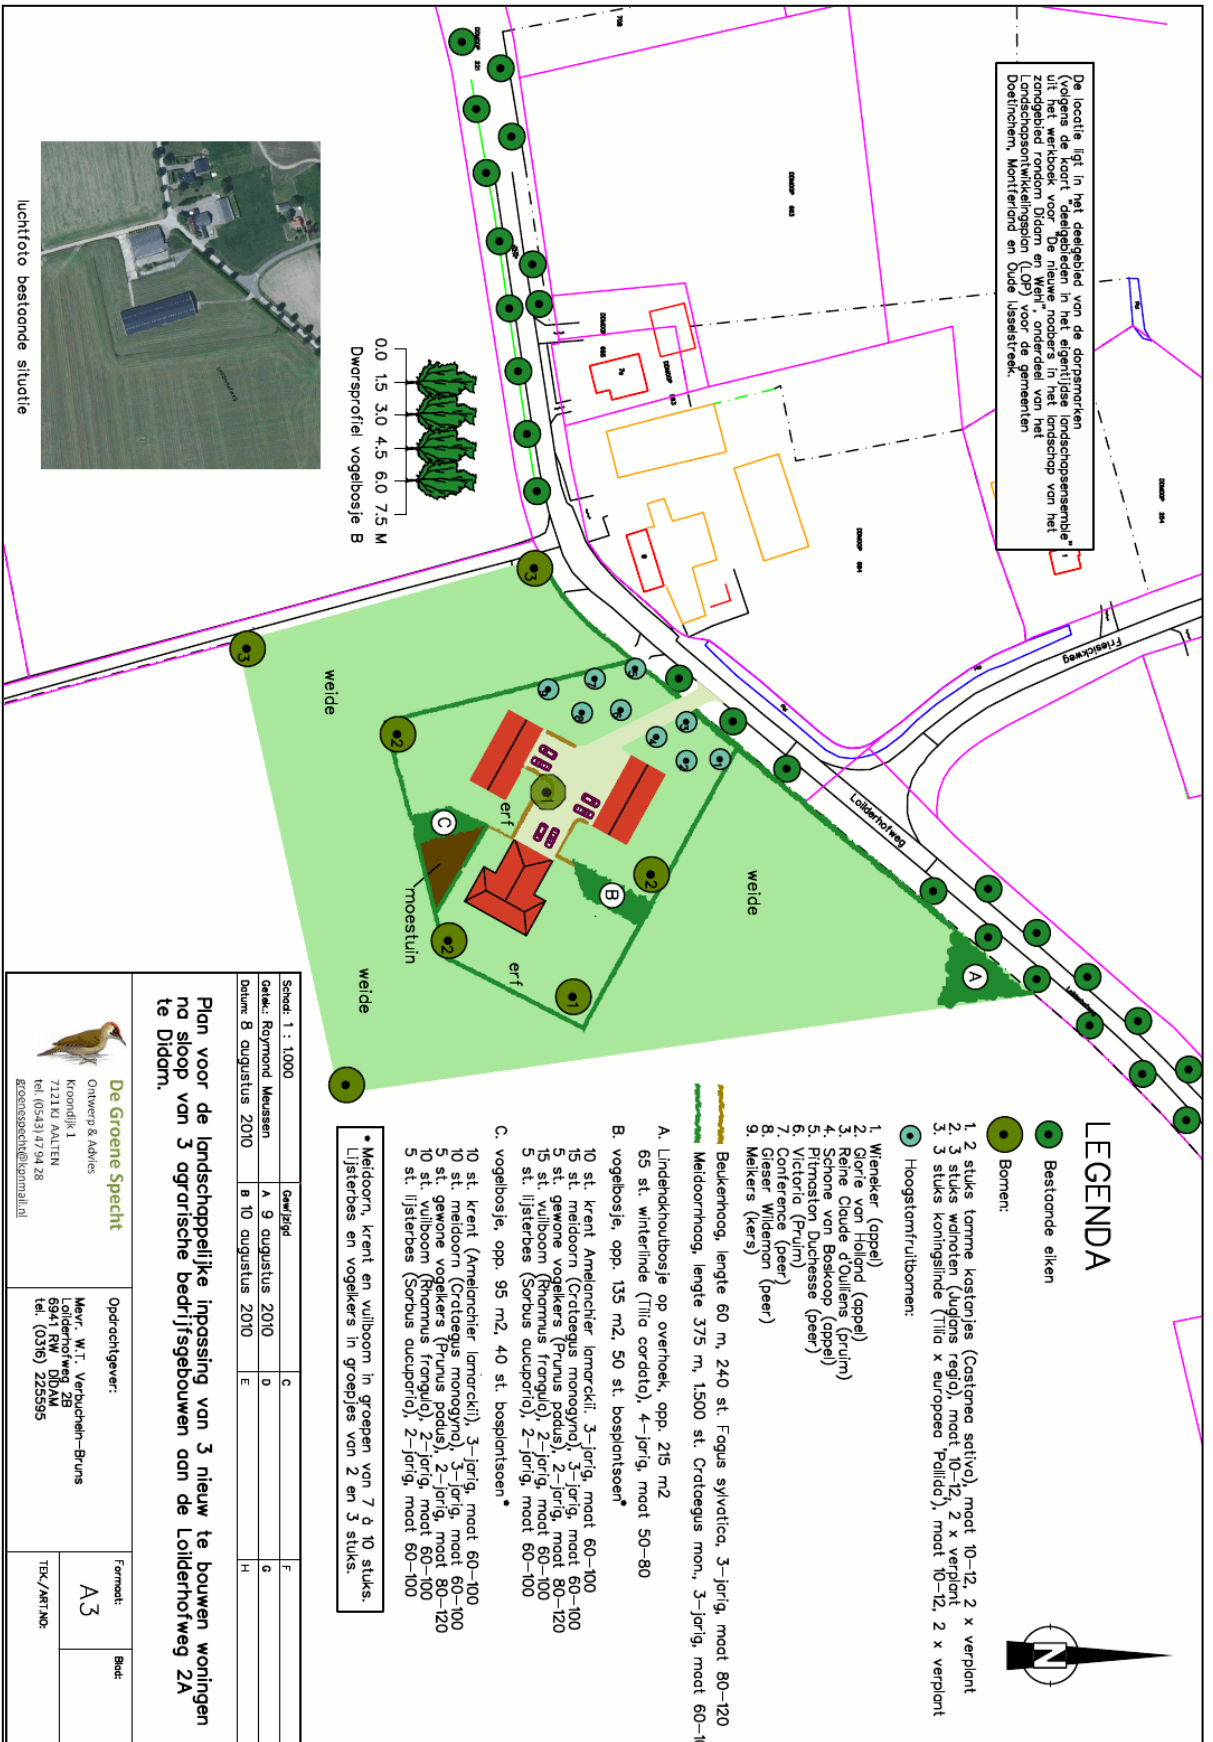 De locatie ligt in het deelgebied van de dorpsmarken
(volgens de kaart "deelgebieden in het eigentijdse landschapsensemble"
uit het werkboek voor "De nieuwe noabers in het landschap van het
zandgebied rondom Didam en Wehl", onderdeel van het
Landschapsontwikkelingsplan (LOP) voor de gemeenten
Doetinchem, Montferland en Oude IJsselstreek.
Friesickweg
Loilderhofweg
weide
weide
weide
erf
erf
moestuin
A
B
C
0.0 1.5 3.0 4.5 6.0 7.5 M
Dwarsprofiel vogelbosje B
luchtfoto bestaande situatie
LEGENDA
Bestaande eiken
Bomen:
1. 2 stuks tamme kastanjes (Castanea sativa), maat 10-12, 2 x verplant
2. 3 stuks walnoten (Juglans regia), maat 10-12, 2 x verplant
3. 3 stuks koningslinde (Tilia x europaea 'Pallida'), maat 10-12, 2 x verplant
Hoogstamfruitbomen:
1. Wieneker (appel)
2. Glorie van Holland (appel)
3. Reine Claude d'Oulliens (pruim)
4. Schone van Boskoop (appel)
5. Pitmaston Duchesse (peer)
6. Victoria (Pruim)
7. Conference (peer)
8. Gieser Wildeman (peer)
9. Meikers (kers)
Beukenhaag, lengte 60 m, 240 st. Fagus sylvatica, 3-jarig, maat 80-120
Meidoornhaag, lengte 375 m, 1.500 st. Crataegus mon., 3-jarig, maat 60-10
A. Lindehakhoutbosje op overhoek, opp. 215 m2
65 st. winterlinde (Tilia cordata), 4-jarig, maat 50-80
B. vogelbosje, opp. 135 m2, 50 st. bosplantsoen*
10 st. krent Amelanchier lamarckii. 3-jarig, maat 60-100
15 st. meidoorn (Crataegus monogyna), 3-jarig, maat 60-100
5 st. gewone vogelkers (Prunus padus), 2-jarig, maat 80-120
15 st. vuilboom (Rhamnus frangula), 2-jarig, maat 60-100
5 st. lijsterbes (Sorbus aucuparia), 2-jarig, maat 60-100
C. vogelbosje, opp. 95 m2, 40 st. bosplantsoen*
10 st. krent (Amelanchier lamarckii), 3-jarig, maat 60-100
10 st. meidoorn (Crataegus monogyna), 3-jarig, maat 60-100
5 st. gewone vogelkers (Prunus padus), 2-jarig, maat 80-120
10 st. vuilboom (Rhamnus frangula), 2-jarig, maat 60-100
5 st. lijsterbes (Sorbus aucuparia), 2-jarig, maat 60-100
* Meidoorn, krent en vuilboom in groepen van 7 à 10 stuks.
Lijsterbes en vogelkers in groepjes van 2 en 3 stuks.
N
Schaal: 1 : 1.000
Getek.: Raymond Meussen
Datum: 8 augustus 2010
Gewijzigd
A 9 augustus 2010
B 10 augustus 2010
C
D
E
F
G
H
Plan voor de landschappelijke inpassing van 3 nieuw te bouwen woningen
na sloop van 3 agrarische bedrijfsgebouwen aan de Loilderhofweg 2A
te Didam.
De Groene Specht
Ontwerp & Advies
Kroondijk 1
7121 KJ AALTEN
tel. (0543) 47 94 28
groenespecht@kpnmail.nl
Opdrachtgever:
Mevr. W.T. Verbucheln-Bruns
Loilderhofweg 2B
6941 RW DIDAM
tel. (0316) 225595
Formaat:
A3
Blad:
TEK./ART.NO: